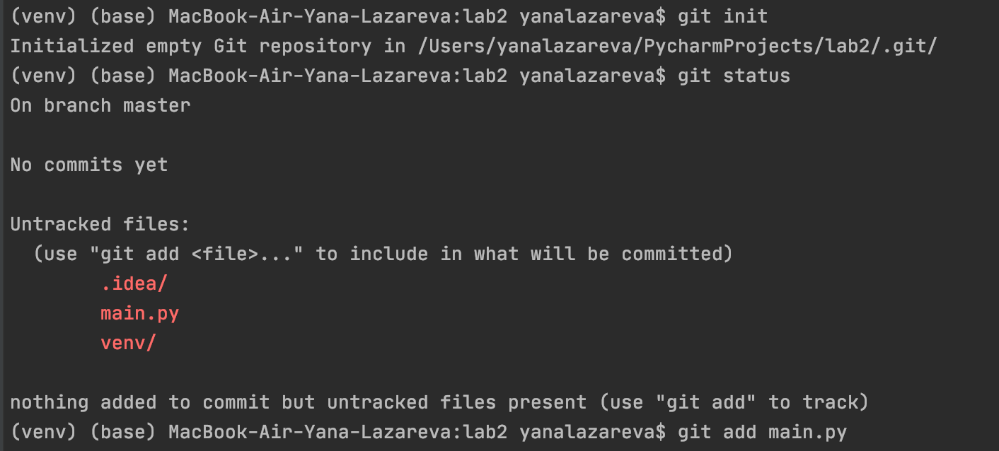 (venv) (base) MacBook-Air-Yana-Lazareva:lab2 yanalazareva$ git init
Initialized empty Git repository in /Users/yanalazareva/PycharmProjects/lab2/.git/
(venv) (base) MacBook-Air-Yana-Lazareva:lab2 yanalazareva$ git status
On branch master
No commits yet
Untracked files:
  (use "git add <file>..." to include in what will be committed)
        .idea/
        main.py
        venv/
nothing added to commit but untracked files present (use "git add" to track)
(venv) (base) MacBook-Air-Yana-Lazareva:lab2 yanalazareva$ git add main.py